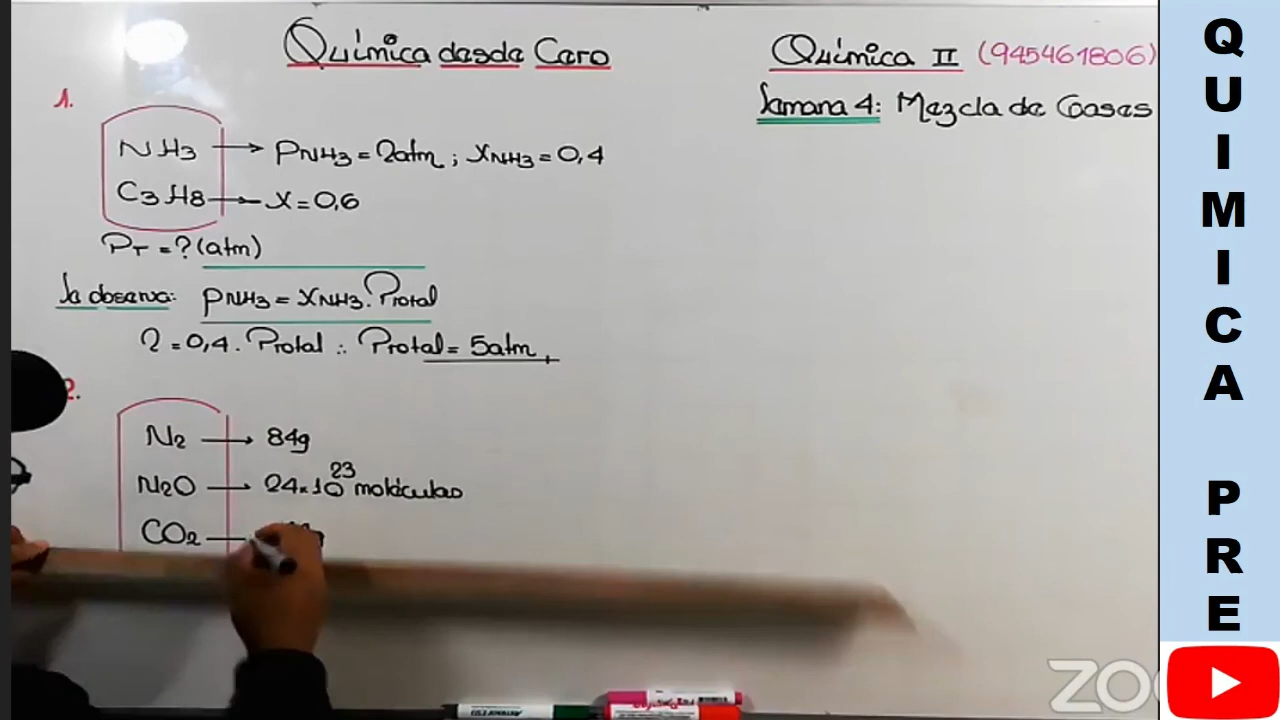 Química desde Cero
Química II (945461806)
Semana 4: Mezcla de Gases
1.
NH3 → PNH3 = 2atm ; XNH3 = 0,4
C3H8 → X = 0,6
PT = ? (atm)
Se observa: PNH3 = XNH3 . Ptotal
2 = 0,4 . Ptotal ∴ Ptotal = 5atm
2.
N2 → 84g
N2O → 24x10^23 moléculas
CO2 →
QUIMICA PRE